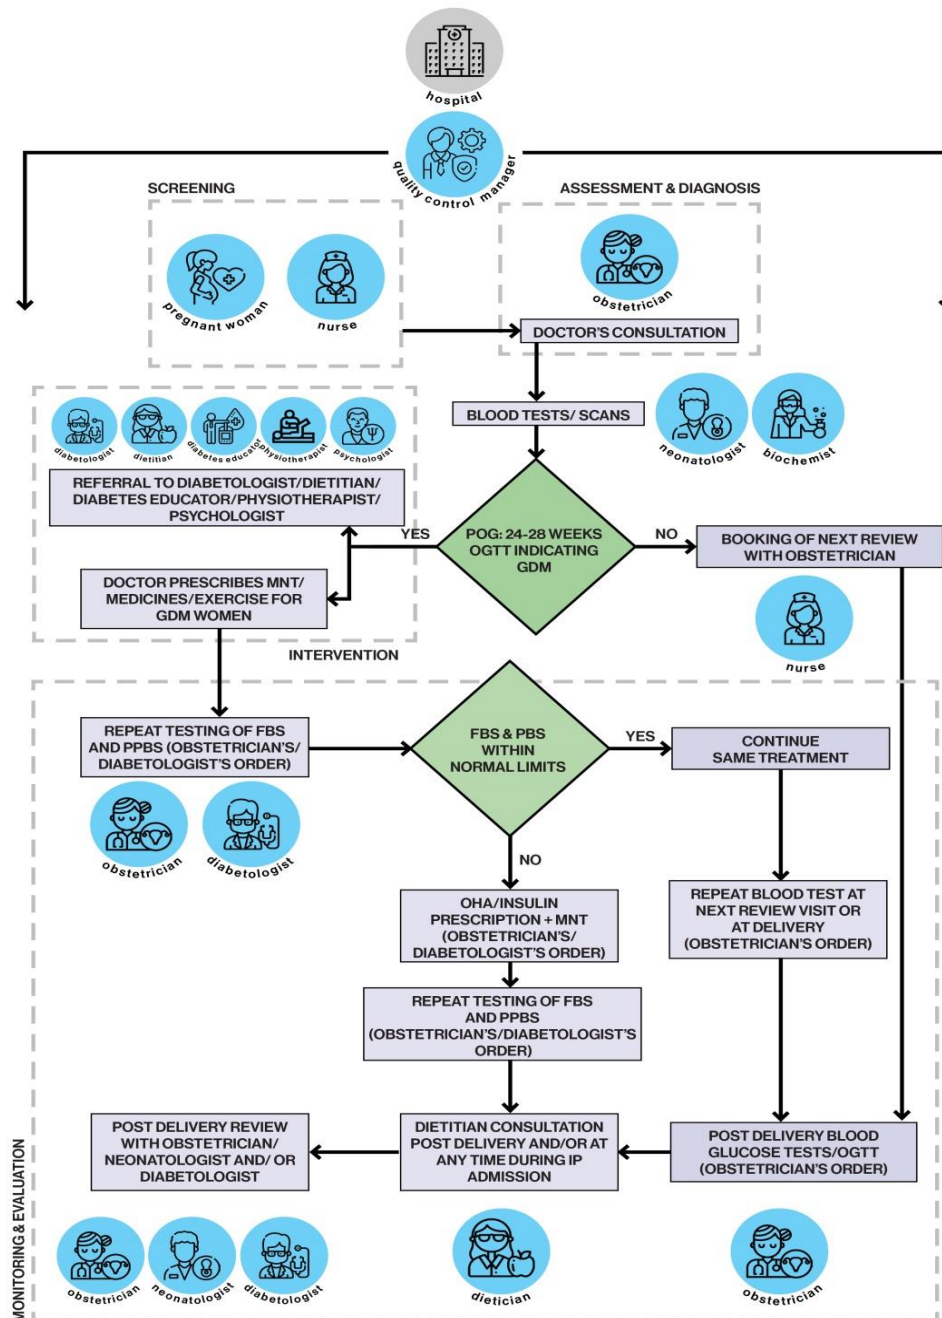 hospital
quality control manager
SCREENING
ASSESSMENT & DIAGNOSIS
pregnant woman
nurse
obstetrician
DOCTOR'S CONSULTATION
diabetologist
dietitian
diabetes educator
physiotherapist
psychologist
BLOOD TESTS/ SCANS
neonatologist
biochemist
REFERRAL TO DIABETOLOGIST/DIETITIAN/
DIABETES EDUCATOR/PHYSIOTHERAPIST/
PSYCHOLOGIST
YES
POG: 24-28 WEEKS
OGTT INDICATING
GDM
NO
BOOKING OF NEXT REVIEW
WITH OBSTETRICIAN
DOCTOR PRESCRIBES MNT/
MEDICINES/EXERCISE FOR
GDM WOMEN
nurse
INTERVENTION
REPEAT TESTING OF FBS
AND PPBS (OBSTETRICIAN'S/
DIABETOLOGIST'S ORDER)
FBS & PBS
WITHIN
NORMAL LIMITS
YES
CONTINUE
SAME TREATMENT
obstetrician
diabetologist
NO
OHA/INSULIN
PRESCRIPTION + MNT
(OBSTETRICIAN'S/
DIABETOLOGIST'S ORDER)
REPEAT BLOOD TEST AT
NEXT REVIEW VISIT OR
AT DELIVERY
(OBSTETRICIAN'S ORDER)
REPEAT TESTING OF FBS
AND PPBS
(OBSTETRICIAN'S/DIABETOLOGIST'S
ORDER)
POST DELIVERY REVIEW
WITH OBSTETRICIAN/
NEONATOLOGIST AND/ OR
DIABETOLOGIST
DIETITIAN CONSULTATION
POST DELIVERY AND/OR AT
ANY TIME DURING IP
ADMISSION
POST DELIVERY BLOOD
GLUCOSE TESTS/OGTT
(OBSTETRICIAN'S ORDER)
MONITORING & EVALUATION
obstetrician
neonatologist
diabetologist
dietician
obstetrician